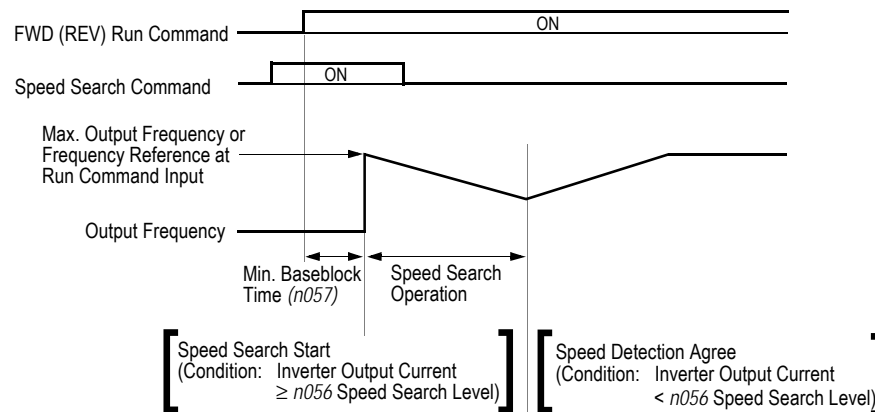 FWD (REV) Run Command
ON
Speed Search Command
ON
Max. Output Frequency or
Frequency Reference at
Run Command Input
Output Frequency
Min. Baseblock
Time (n057)
Speed Search
Operation
Speed Search Start
(Condition: Inverter Output Current
≥ n056 Speed Search Level)
Speed Detection Agree
(Condition: Inverter Output Current
< n056 Speed Search Level)